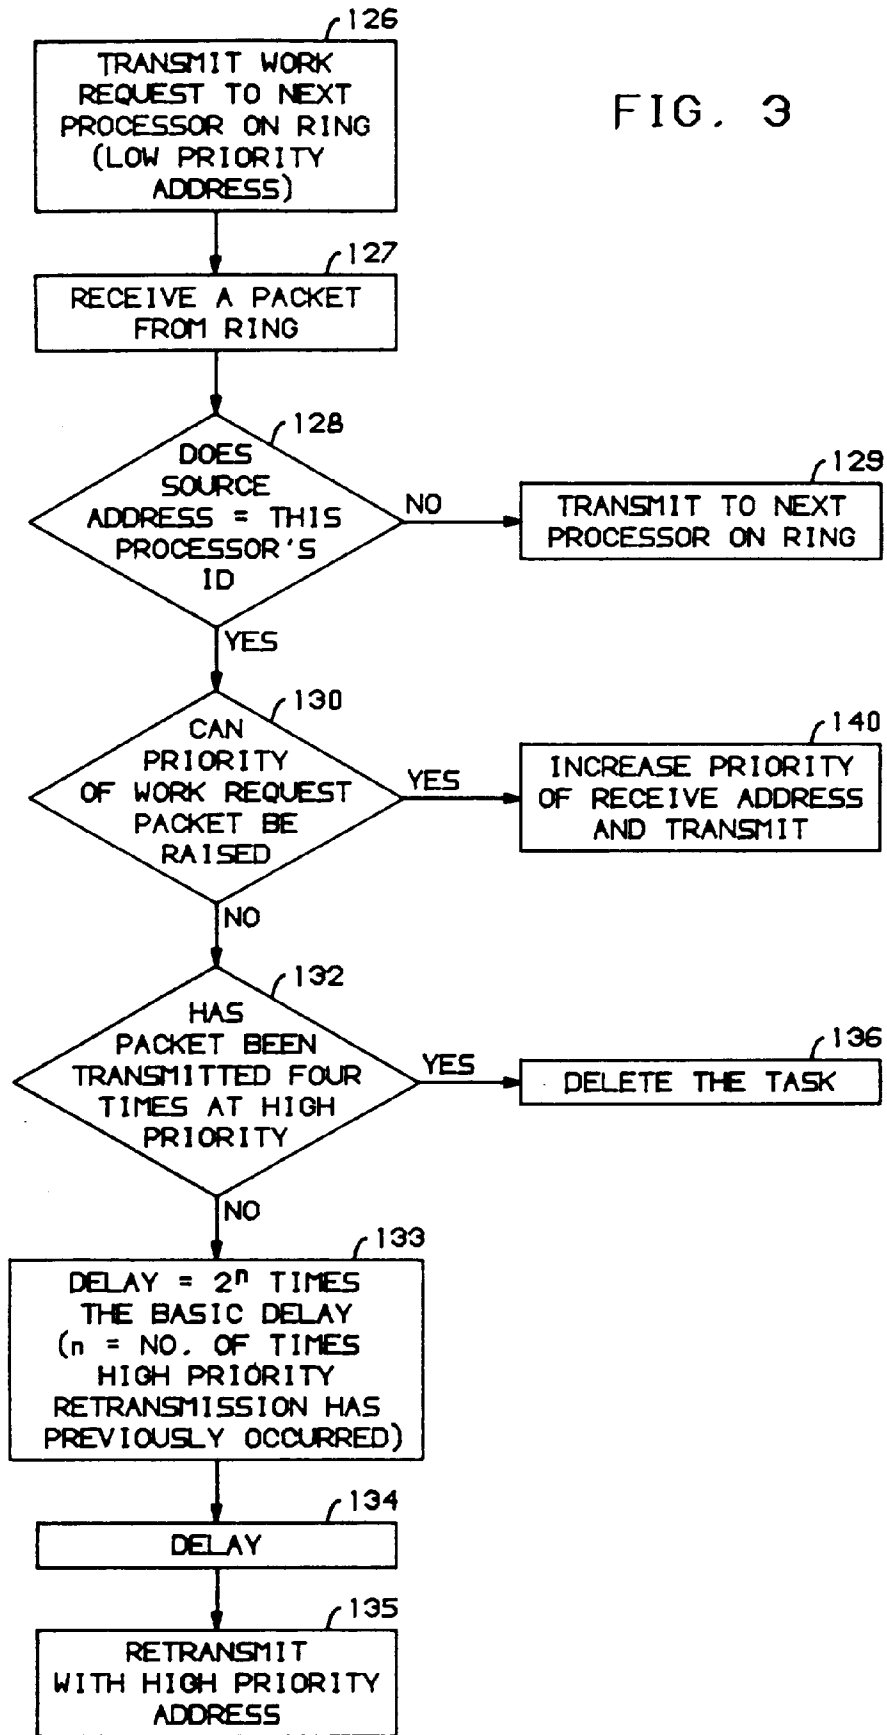 126
TRANSMIT WORK
REQUEST TO NEXT
PROCESSOR ON RING
(LOW PRIORITY
ADDRESS)
FIG. 3
127
RECEIVE A PACKET
FROM RING
128
DOES
SOURCE
ADDRESS = THIS
PROCESSOR'S
ID
NO
129
TRANSMIT TO NEXT
PROCESSOR ON RING
YES
130
CAN
PRIORITY
OF WORK REQUEST
PACKET BE
RAISED
YES
140
INCREASE PRIORITY
OF RECEIVE ADDRESS
AND TRANSMIT
NO
132
HAS
PACKET BEEN
TRANSMITTED FOUR
TIMES AT HIGH
PRIORITY
YES
136
DELETE THE TASK
NO
133
DELAY = 2ⁿ TIMES
THE BASIC DELAY
(n = NO. OF TIMES
HIGH PRIORITY
RETRANSMISSION HAS
PREVIOUSLY OCCURRED)
134
DELAY
135
RETRANSMIT
WITH HIGH PRIORITY
ADDRESS